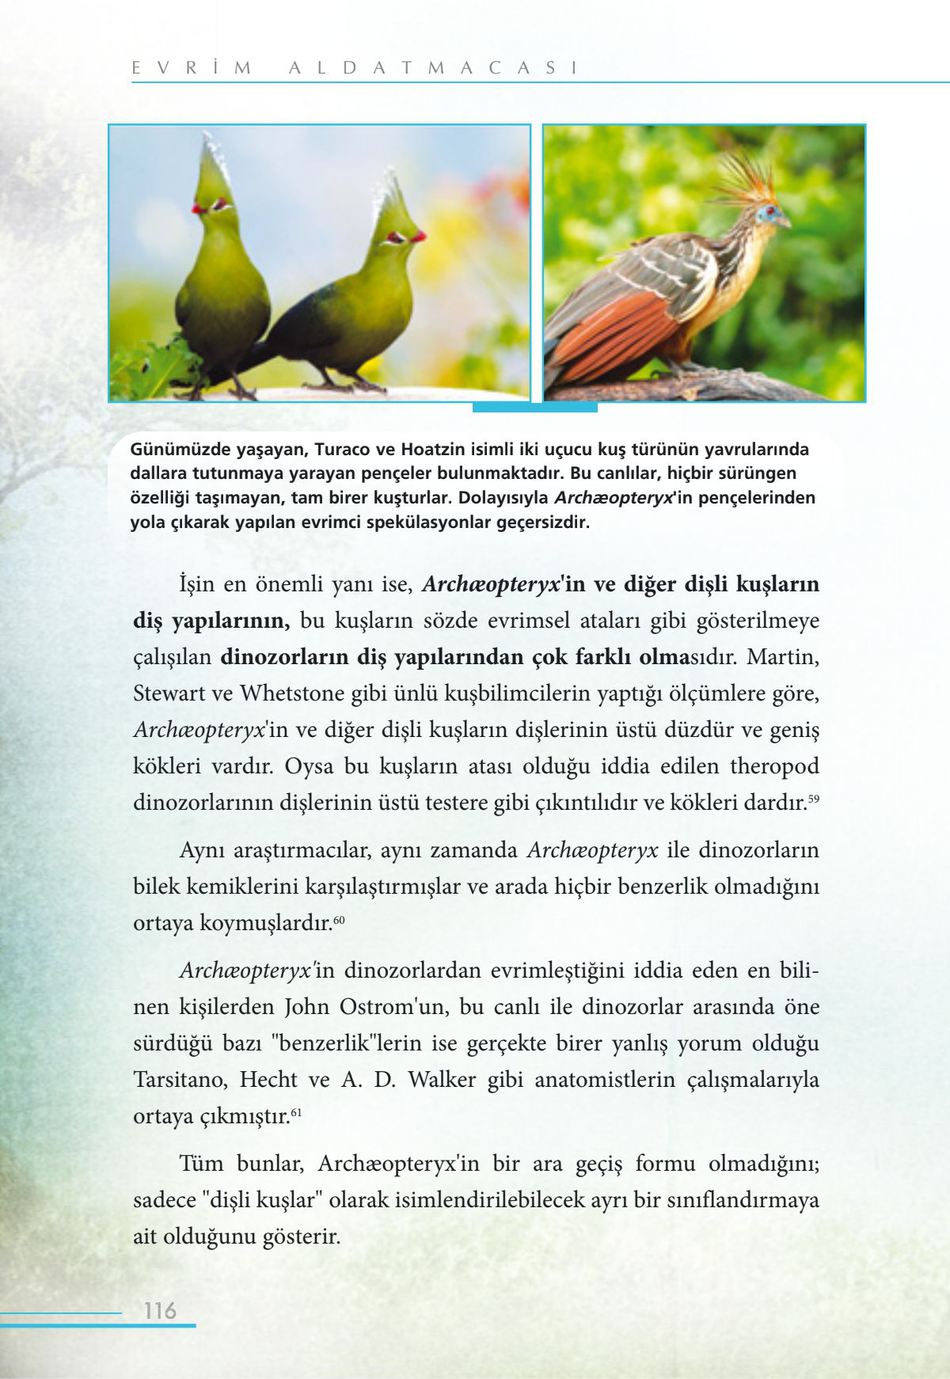 EVRİM ALDATMACASI
Günümüzde yaşayan, Turaco ve Hoatzin isimli iki uçucu kuş türünün yavrularında
dallara tutunmaya yarayan pençeler bulunmaktadır. Bu canlılar, hiçbir sürüngen
özelliği taşımayan, tam birer kuşturlar. Dolayısıyla Archæopteryx'in pençelerinden
yola çıkarak yapılan evrimci spekülasyonlar geçersizdir.
İşin en önemli yanı ise, Archæopteryx'in ve diğer dişli kuşların
diş yapılarının, bu kuşların sözde evrimsel ataları gibi gösterilmeye
çalışılan dinozorların diş yapılarından çok farklı olmasıdır. Martin,
Stewart ve Whetstone gibi ünlü kuşbilimcilerin yaptığı ölçümlere göre,
Archæopteryx'in ve diğer dişli kuşların dişlerinin üstü düzdür ve geniş
kökleri vardır. Oysa bu kuşların atası olduğu iddia edilen theropod
dinozorlarının dişlerinin üstü testere gibi çıkıntılıdır ve kökleri dardır.59
Aynı araştırmacılar, aynı zamanda Archæopteryx ile dinozorların
bilek kemiklerini karşılaştırmışlar ve arada hiçbir benzerlik olmadığını
ortaya koymuşlardır.60
Archæopteryx'in dinozorlardan evrimleştiğini iddia eden en bili-
nen kişilerden John Ostrom'un, bu canlı ile dinozorlar arasında öne
sürdüğü bazı "benzerlik"lerin ise gerçekte birer yanlış yorum olduğu
Tarsitano, Hecht ve A. D. Walker gibi anatomistlerin çalışmalarıyla
ortaya çıkmıştır.61
Tüm bunlar, Archæopteryx'in bir ara geçiş formu olmadığını;
sadece "dişli kuşlar" olarak isimlendirilebilecek ayrı bir sınıflandırmaya
ait olduğunu gösterir.
116